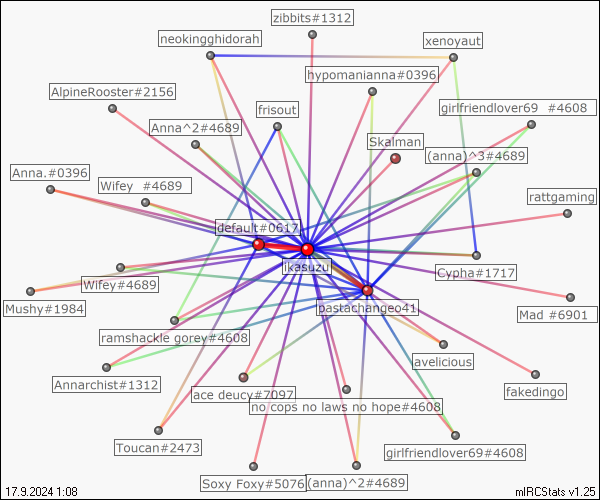 zibbits#1312
neokingghidorah
xenoyaut
hypomanianna#0396
AlpineRooster#2156
girlfriendlover69 #4608
frisout
Anna^2#4689
Skalman
(anna)^3#4689
Anna.#0396
Wifey #4689
rattgaming
default#0617
ikasuzu
Cypha#1717
Wifey#4689
Mushy#1984
pastachangeo41
Mad #6901
ramshackle gorey#4608
avelicious
Annarchist#1312
ace deucy#7097
fakedingo
no cops no laws no hope#4608
Toucan#2473
girlfriendlover69#4608
Soxy Foxy#5076
(anna)^2#4689
17.9.2024 1:08
mIRCStats v1.25